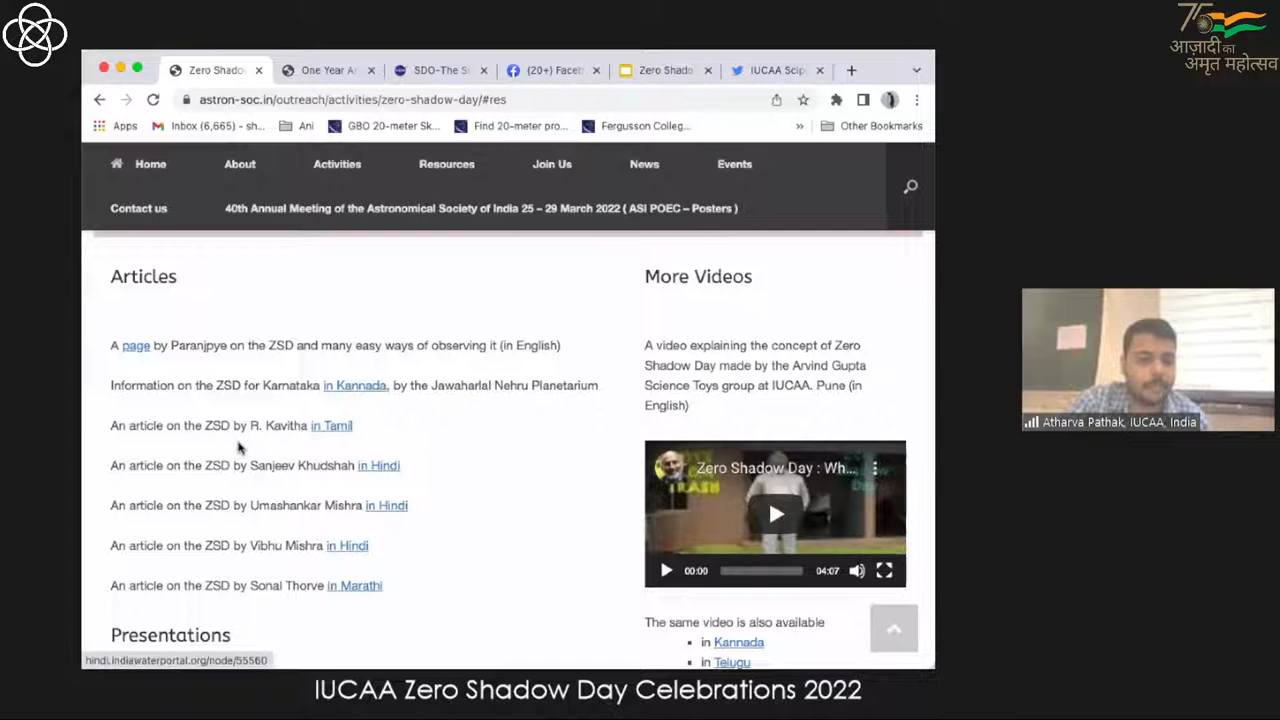 75
आज़ादी का
अमृत महोत्सव
Zero Shado
One Year A
SDO-The S
(20+) Faceb
Zero Shado
IUCAA Scip
astron-soc.in/outreach/activities/zero-shadow-day/#res
Apps
Inbox (6,665) - sh...
Ani
GBO 20-meter Sk...
Find 20-meter pro...
Fergusson Colleg...
»
Other Bookmarks
Home
About
Activities
Resources
Join Us
News
Events
Contact us
40th Annual Meeting of the Astronomical Society of India 25 – 29 March 2022 ( ASI POEC – Posters )
Articles
A page by Paranjpye on the ZSD and many easy ways of observing it (in English)
Information on the ZSD for Karnataka in Kannada, by the Jawaharlal Nehru Planetarium
An article on the ZSD by R. Kavitha in Tamil
An article on the ZSD by Sanjeev Khudshah in Hindi
An article on the ZSD by Umashankar Mishra in Hindi
An article on the ZSD by Vibhu Mishra in Hindi
An article on the ZSD by Sonal Thorve in Marathi
Presentations
hindi.indiawaterportal.org/node/55560
More Videos
A video explaining the concept of Zero
Shadow Day made by the Arvind Gupta
Science Toys group at IUCAA. Pune (in
English)
Zero Shadow Day : Wh...
00:00
04:07
The same video is also available
in Kannada
in Telugu
Atharva Pathak, IUCAA, India
IUCAA Zero Shadow Day Celebrations 2022